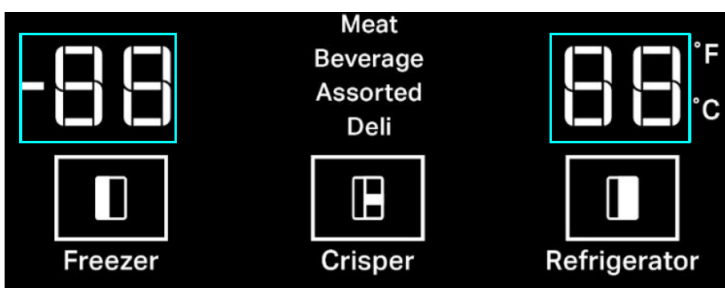 -88
Meat
Beverage
Assorted
Deli
88
°F
°C
Freezer
Crisper
Refrigerator